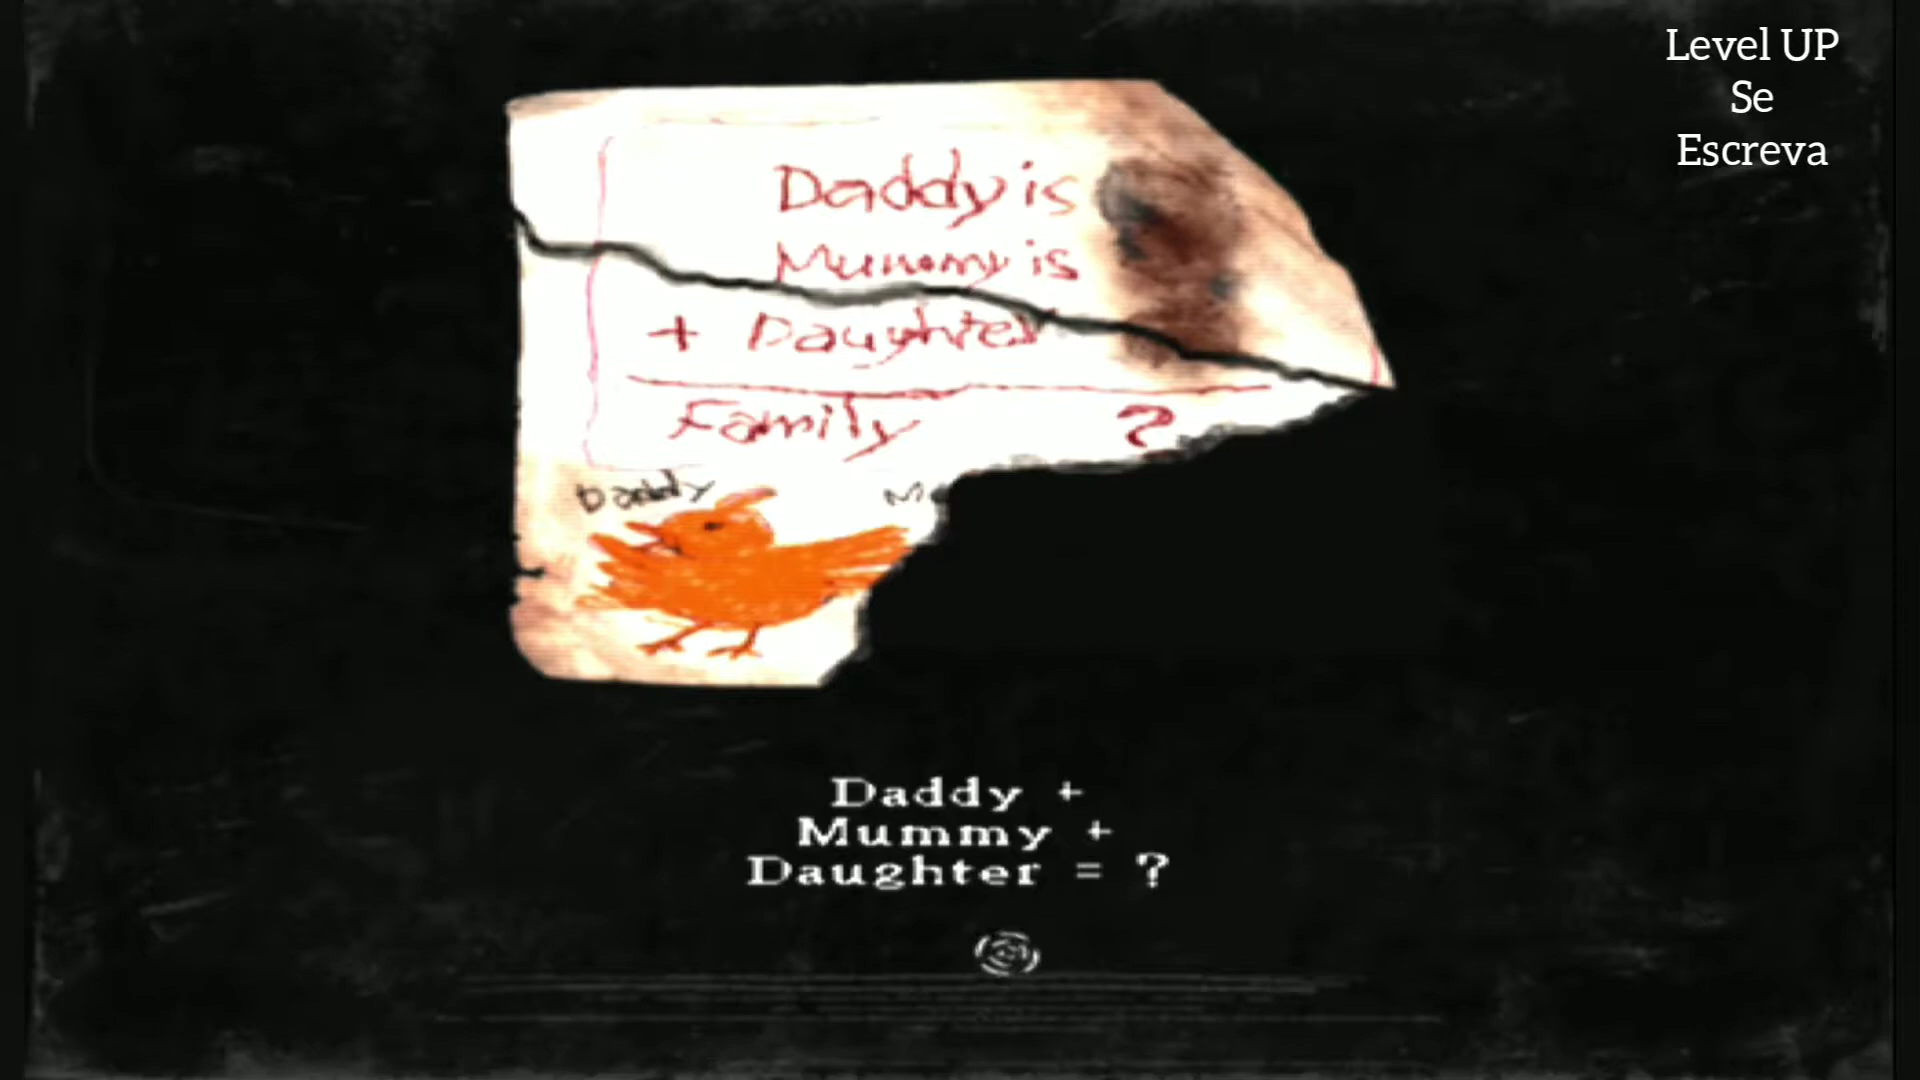 Level UP
Se
Escreva
Daddy is
Mummy is
+ Daughter
Family ?
Daddy
Daddy +
Mummy +
Daughter = ?